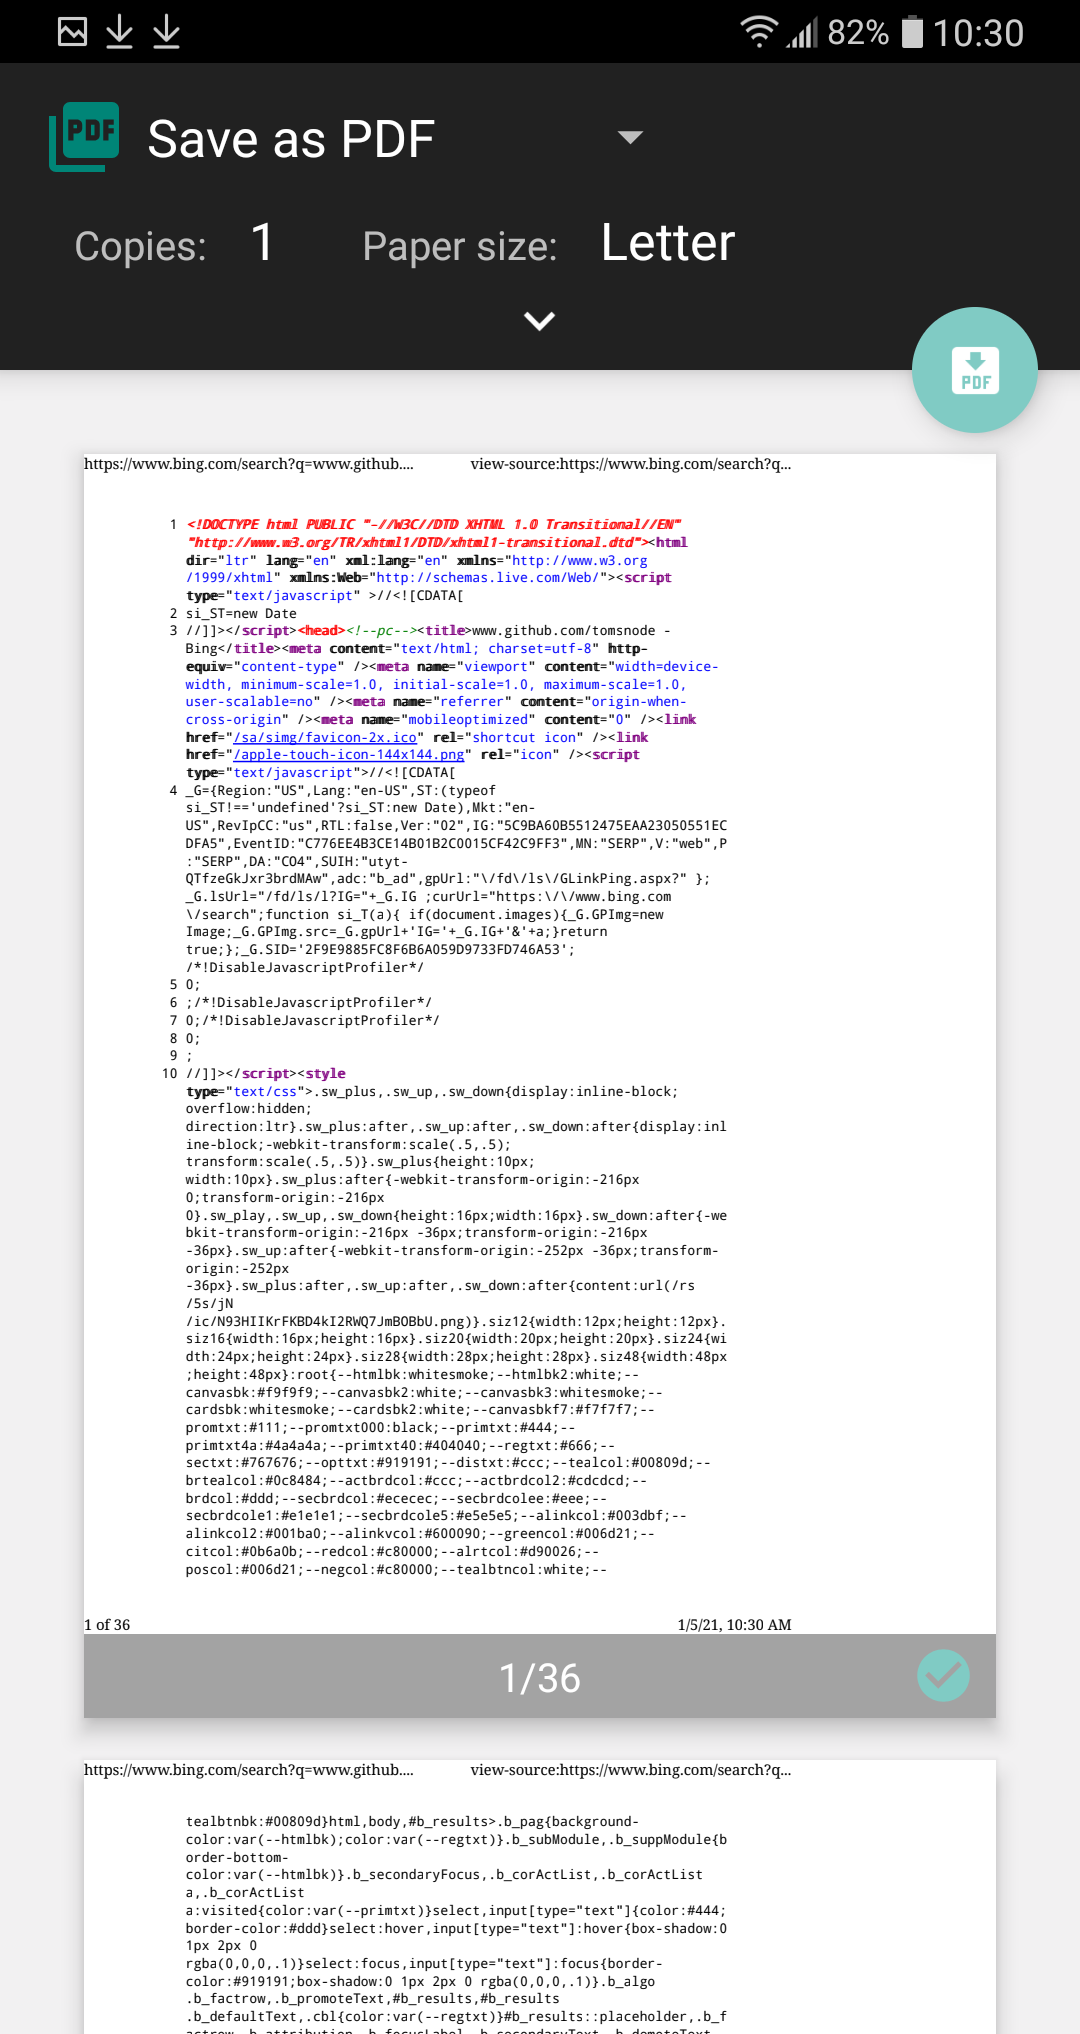 82% 10:30
PDF Save as PDF
Copies: 1 Paper size: Letter
PDF
https://www.bing.com/search?q=www.github.... view-source:https://www.bing.com/search?q...
1 <!DOCTYPE html PUBLIC "-//W3C//DTD XHTML 1.0 Transitional//EN"
"http://www.w3.org/TR/xhtml1/DTD/xhtml1-transitional.dtd"><html
dir="ltr" lang="en" xml:lang="en" xmlns="http://www.w3.org
/1999/xhtml" xmlns:Web="http://schemas.live.com/Web/"><script
type="text/javascript" >//<![CDATA[
2 si_ST=new Date
3 //]]></script><head><!--pc--><title>www.github.com/tomsnode -
Bing</title><meta content="text/html; charset=utf-8" http-
equiv="content-type" /><meta name="viewport" content="width=device-
width, minimum-scale=1.0, initial-scale=1.0, maximum-scale=1.0,
user-scalable=no" /><meta name="referrer" content="origin-when-
cross-origin" /><meta name="mobileoptimized" content="0" /><link
href="/sa/simg/favicon-2x.ico" rel="shortcut icon" /><link
href="/apple-touch-icon-144x144.png" rel="icon" /><script
type="text/javascript">//<![CDATA[
4 _G={Region:"US",Lang:"en-US",ST:(typeof
si_ST!=='undefined'?si_ST:new Date),Mkt:"en-
US",RevIpCC:"us",RTL:false,Ver:"02",IG:"5C9BA60B5512475EAA23050551EC
DFA5",EventID:"C776EE4B3CE14B01B2C0015CF42C9FF3",MN:"SERP",V:"web",P
:"SERP",DA:"CO4",SUIH:"utyt-
QTfzeGkJxr3brdMAw",adc:"b_ad",gpUrl:"\/fd\/ls\/GLinkPing.aspx?" };
_G.lsUrl="/fd/ls/l?IG="+_G.IG ;curUrl="https:\/\/www.bing.com
\/search";function si_T(a){ if(document.images){_G.GPImg=new
Image;_G.GPImg.src=_G.gpUrl+'IG='+_G.IG+'&'+a;}return
true;};_G.SID='2F9E9885FC8F6B6A059D9733FD746A53';
/*!DisableJavascriptProfiler*/
5 0;
6 ;/*!DisableJavascriptProfiler*/
7 0;/*!DisableJavascriptProfiler*/
8 0;
9 ;
10 //]]></script><style
type="text/css">.sw_plus,.sw_up,.sw_down{display:inline-block;
overflow:hidden;
direction:ltr}.sw_plus:after,.sw_up:after,.sw_down:after{display:inl
ine-block;-webkit-transform:scale(.5,.5);
transform:scale(.5,.5)}.sw_plus{height:10px;
width:10px}.sw_plus:after{-webkit-transform-origin:-216px
0;transform-origin:-216px
0}.sw_play,.sw_up,.sw_down{height:16px;width:16px}.sw_down:after{-we
bkit-transform-origin:-216px -36px;transform-origin:-216px
-36px}.sw_up:after{-webkit-transform-origin:-252px -36px;transform-
origin:-252px
-36px}.sw_plus:after,.sw_up:after,.sw_down:after{content:url(/rs
/5s/jN
/ic/N93HIIKrFKBD4kI2RWQ7JmBOBbU.png)}.siz12{width:12px;height:12px}.
siz16{width:16px;height:16px}.siz20{width:20px;height:20px}.siz24{wi
dth:24px;height:24px}.siz28{width:28px;height:28px}.siz48{width:48px
;height:48px}:root{--htmlbk:whitesmoke;--htmlbk2:white;--
canvasbk:#f9f9f9;--canvasbk2:white;--canvasbk3:whitesmoke;--
cardsbk:whitesmoke;--cardsbk2:white;--canvasbkf7:#f7f7f7;--
promtxt:#111;--promtxt000:black;--primtxt:#444;--
primtxt4a:#4a4a4a;--primtxt40:#404040;--regtxt:#666;--
sectxt:#767676;--opttxt:#919191;--distxt:#ccc;--tealcol:#00809d;--
brtealcol:#0c8484;--actbrdcol:#ccc;--actbrdcol2:#cdcdcd;--
brdcol:#ddd;--secbrdcol:#ececec;--secbrdcolee:#eee;--
secbrdcole1:#e1e1e1;--secbrdcole5:#e5e5e5;--alinkcol:#003dbf;--
alinkcol2:#001ba0;--alinkvcol:#600090;--greencol:#006d21;--
citcol:#0b6a0b;--redcol:#c80000;--alrtcol:#d90026;--
poscol:#006d21;--negcol:#c80000;--tealbtncol:white;--
1 of 36 1/5/21, 10:30 AM
1/36
https://www.bing.com/search?q=www.github.... view-source:https://www.bing.com/search?q...
tealbtnbk:#00809d}html,body,#b_results>.b_pag{background-
color:var(--htmlbk);color:var(--regtxt)}.b_subModule,.b_suppModule{b
order-bottom-
color:var(--htmlbk)}.b_secondaryFocus,.b_corActList,.b_corActList
a,.b_corActList
a:visited{color:var(--primtxt)}select,input[type="text"]{color:#444;
border-color:#ddd}select:hover,input[type="text"]:hover{box-shadow:0
1px 2px 0
rgba(0,0,0,.1)}select:focus,input[type="text"]:focus{border-
color:#919191;box-shadow:0 1px 2px 0 rgba(0,0,0,.1)}.b_algo
.b_factrow,.b_promoteText,#b_results,#b_results
.b_defaultText,.cbl{color:var(--regtxt)}#b_results::placeholder,.b_f
actrow,.b_attribution,.b_focusLabel,.b_secondaryText,.b_demoteText